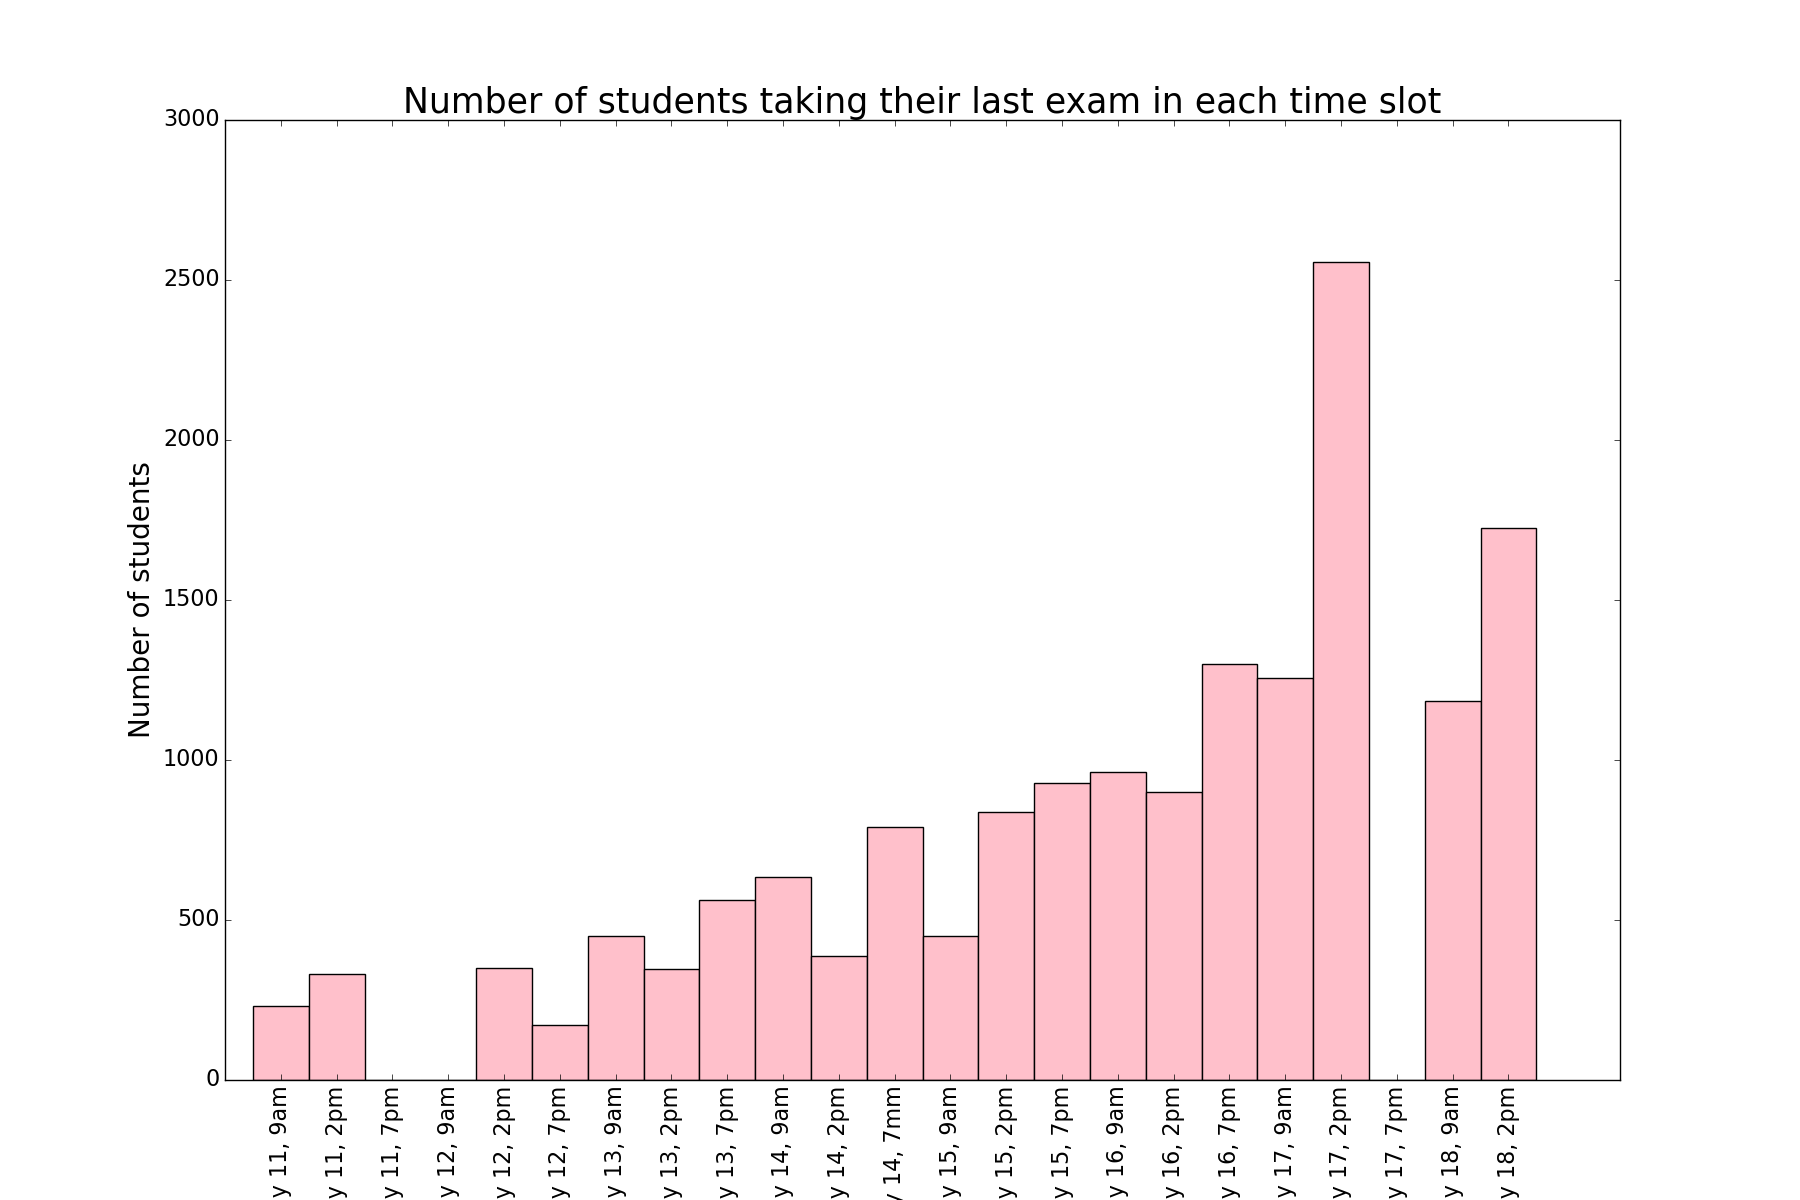 Number of students taking their last exam in each time slot
Number of students
3000
2500
2000
1500
1000
500
0
y 11, 9am
y 11, 2pm
y 11, 7pm
y 12, 9am
y 12, 2pm
y 12, 7pm
y 13, 9am
y 13, 2pm
y 13, 7pm
y 14, 9am
y 14, 2pm
y 14, 7mm
y 15, 9am
y 15, 2pm
y 15, 7pm
y 16, 9am
y 16, 2pm
y 16, 7pm
y 17, 9am
y 17, 2pm
y 17, 7pm
y 18, 9am
y 18, 2pm